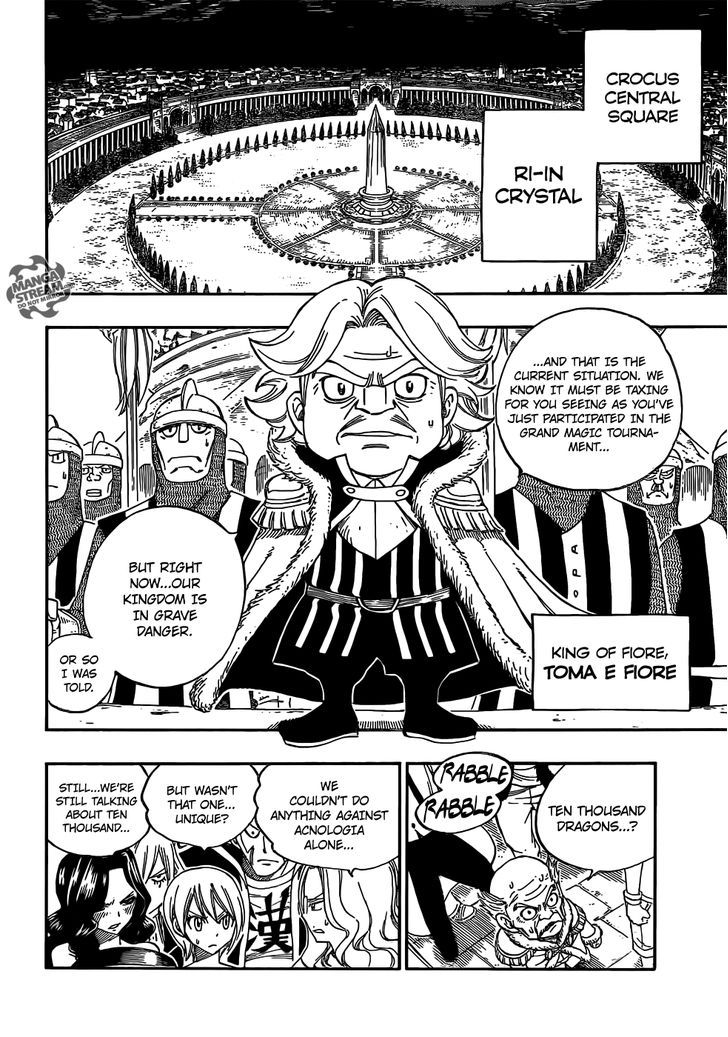 CROCUS
CENTRAL
SQUARE
RI-IN
CRYSTAL
MANGA
STREAM
DO NOT MIRROR
...AND THAT IS THE
CURRENT SITUATION. WE
KNOW IT MUST BE TAXING
FOR YOU SEEING AS YOU'VE
JUST PARTICIPATED IN THE
GRAND MAGIC TOURNA-
MENT...
BUT RIGHT
NOW...OUR
KINGDOM IS
IN GRAVE
DANGER.
OR SO
I WAS
TOLD.
KING OF FIORE,
TOMA E FIORE
RABBLE
RABBLE
TEN THOUSAND
DRAGONS...?
WE
COULDN'T DO
ANYTHING AGAINST
ACNOLOGIA
ALONE...
BUT WASN'T
THAT ONE...
UNIQUE?
STILL...WE'RE
STILL TALKING
ABOUT TEN
THOUSAND...
漢